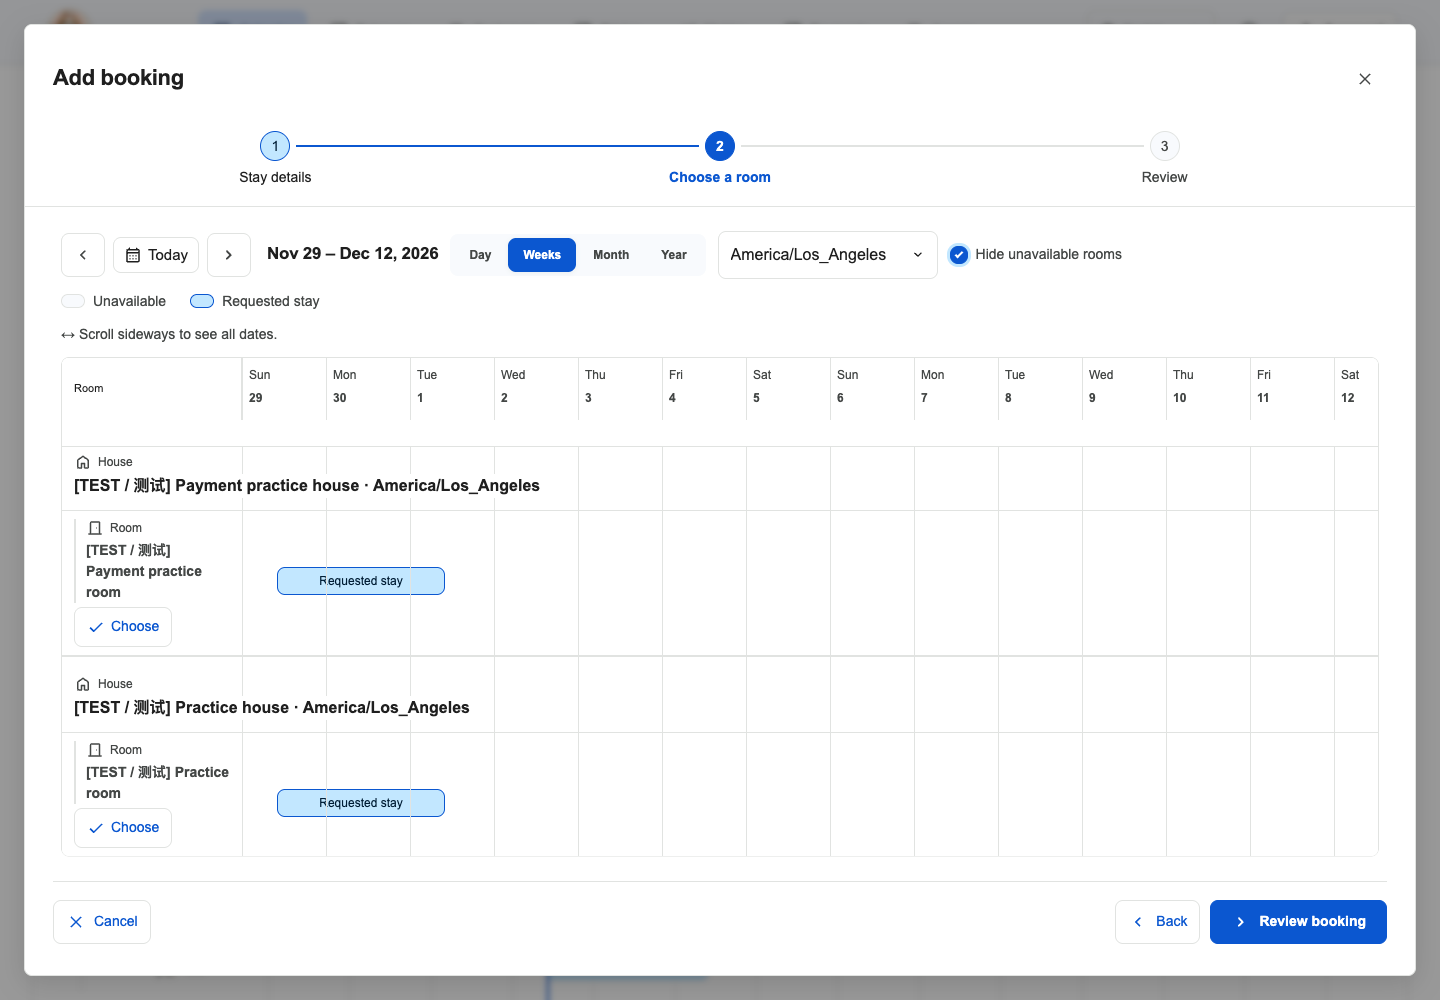 Add booking
1
2
3
Stay details
Choose a room
Review
Today
Nov 29 – Dec 12, 2026
Day
Weeks
Month
Year
America/Los_Angeles
Hide unavailable rooms
Unavailable
Requested stay
Scroll sideways to see all dates.
Room
Sun
29
Mon
30
Tue
1
Wed
2
Thu
3
Fri
4
Sat
5
Sun
6
Mon
7
Tue
8
Wed
9
Thu
10
Fri
11
Sat
12
House
[TEST / 测试] Payment practice house · America/Los_Angeles
Room
[TEST / 测试]
Payment practice
room
Requested stay
Choose
House
[TEST / 测试] Practice house · America/Los_Angeles
Room
[TEST / 测试] Practice
room
Requested stay
Choose
Cancel
Back
Review booking